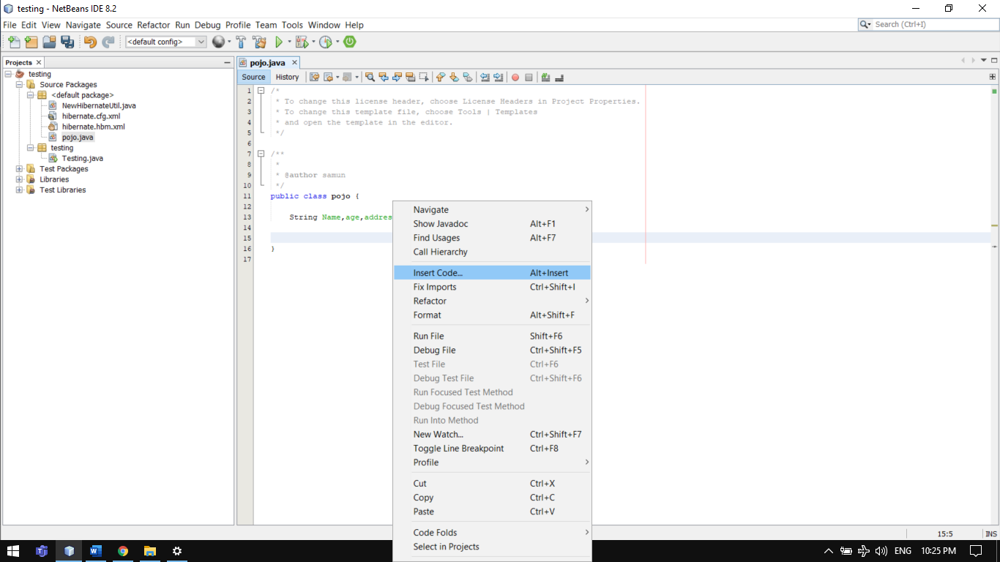 testing - NetBeans IDE 8.2
File Edit View Navigate Source Refactor Run Debug Profile Team Tools Window Help
Search (Ctrl+I)
<default config>
Projects
testing
Source Packages
<default package>
NewHibernateUtil.java
hibernate.cfg.xml
hibernate.hbm.xml
pojo.java
testing
Testing.java
Test Packages
Libraries
Test Libraries
pojo.java
Source History
1 /*
2 * To change this license header, choose License Headers in Project Properties.
3 * To change this template file, choose Tools | Templates
4 * and open the template in the editor.
5 */
6
7 /**
8 *
9 * @author samun
10 */
11 public class pojo {
12
13 String Name,age,addres
14
15
16 }
17
Navigate
Show Javadoc Alt+F1
Find Usages Alt+F7
Call Hierarchy
Insert Code... Alt+Insert
Fix Imports Ctrl+Shift+I
Refactor
Format Alt+Shift+F
Run File Shift+F6
Debug File Ctrl+Shift+F5
Test File Ctrl+F6
Debug Test File Ctrl+Shift+F6
Run Focused Test Method
Debug Focused Test Method
Run Into Method
New Watch... Ctrl+Shift+F7
Toggle Line Breakpoint Ctrl+F8
Profile
Cut Ctrl+X
Copy Ctrl+C
Paste Ctrl+V
Code Folds
Select in Projects
15:5 INS
ENG 10:25 PM